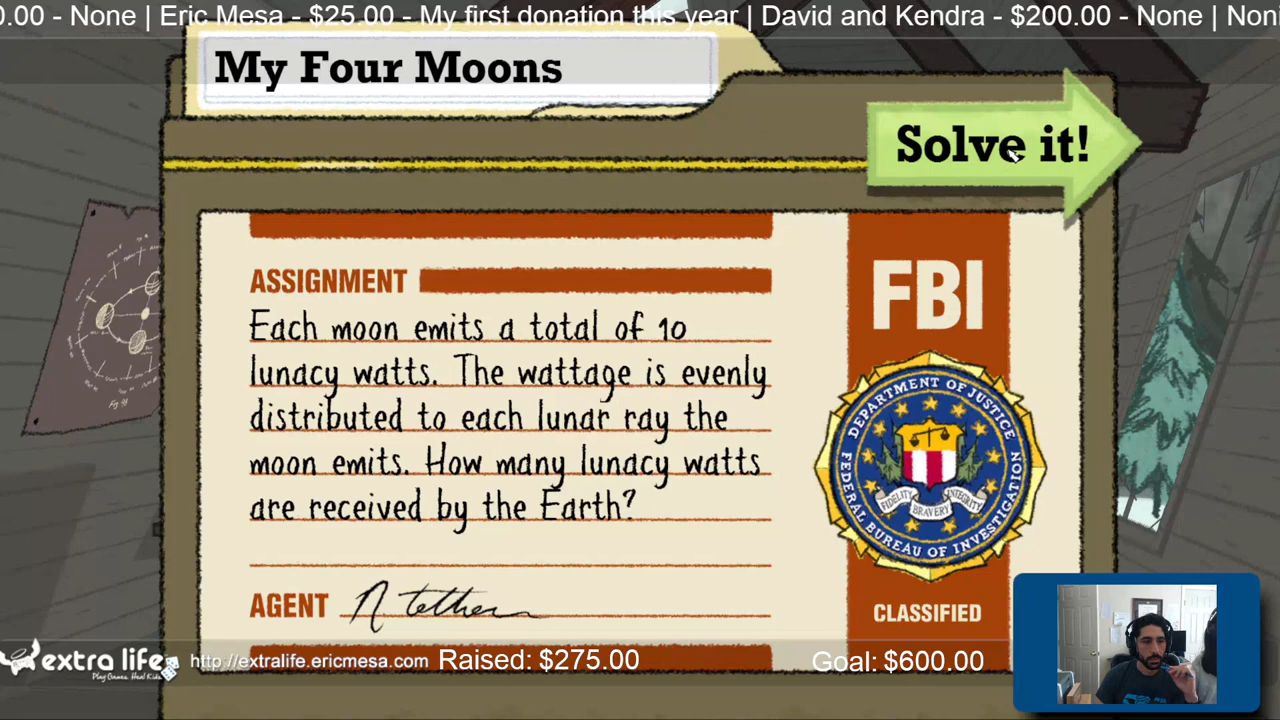 0.00 - None | Eric Mesa - $25.00 - My first donation this year | David and Kendra - $200.00 - None | Noni
My Four Moons
Solve it!
ASSIGNMENT
Each moon emits a total of 10
lunacy watts. The wattage is evenly
distributed to each lunar ray the
moon emits. How many lunacy watts
are received by the Earth?
AGENT N tether
FBI
DEPARTMENT OF JUSTICE
FIDELITY BRAVERY INTEGRITY
FEDERAL BUREAU OF INVESTIGATION
CLASSIFIED
extra life
Play Games. Heal Kids.
http://extralife.ericmesa.com Raised: $275.00 Goal: $600.00